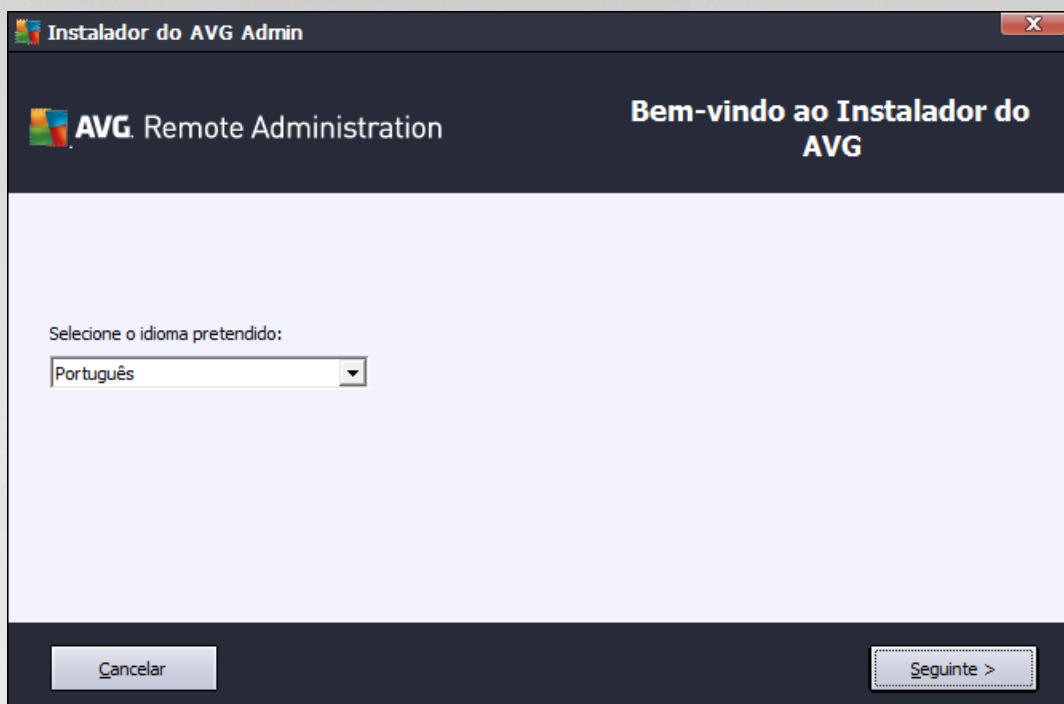 Instalador do AVG Admin
X
AVG. Remote Administration
Bem-vindo ao Instalador do
AVG
Selecione o idioma pretendido:
Português
Cancelar
Seguinte >